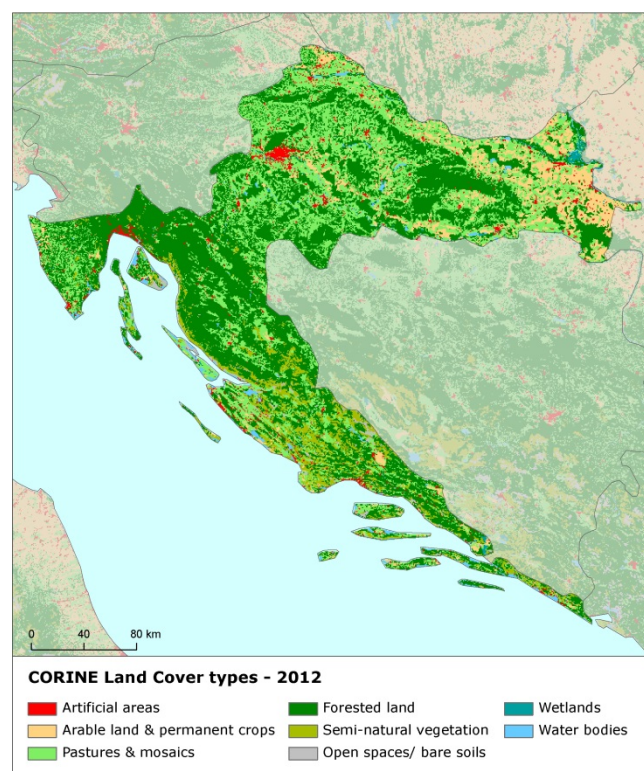 0 40 80 km
CORINE Land Cover types - 2012
Artificial areas
Arable land & permanent crops
Pastures & mosaics
Forested land
Semi-natural vegetation
Open spaces/ bare soils
Wetlands
Water bodies